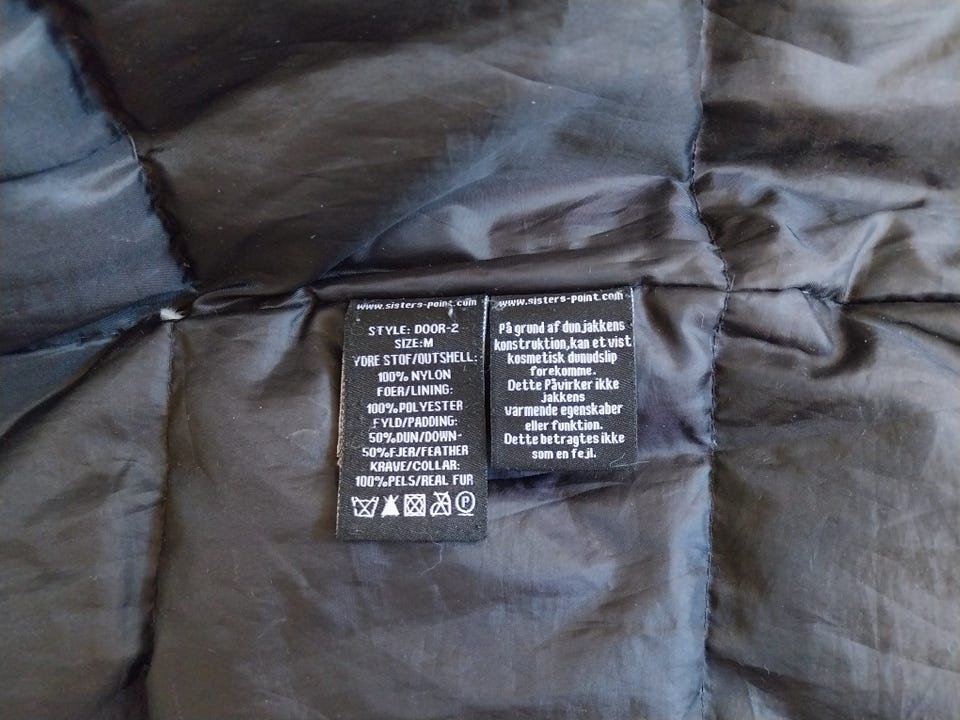 www.sisters-point.com
STYLE: DOOR-2
SIZE:M
YDRE STOF/OUTSHELL:
100% NYLON
FOER/LINING:
100%POLYESTER
FYLD/PADDING:
50%DUN/DOWN-
50%FJER/FEATHER
KRAVE/COLLAR:
100%PELS/REAL FUR
P
www.sisters-point.com
På grund af dunjakkens
konstruktion,kan et vist
kosmetisk dunudslip
forekomme.
Dette Påvirker ikke
jakkens
varmende egenskaber
eller funktion.
Dette betragtes ikke
som en fejl.